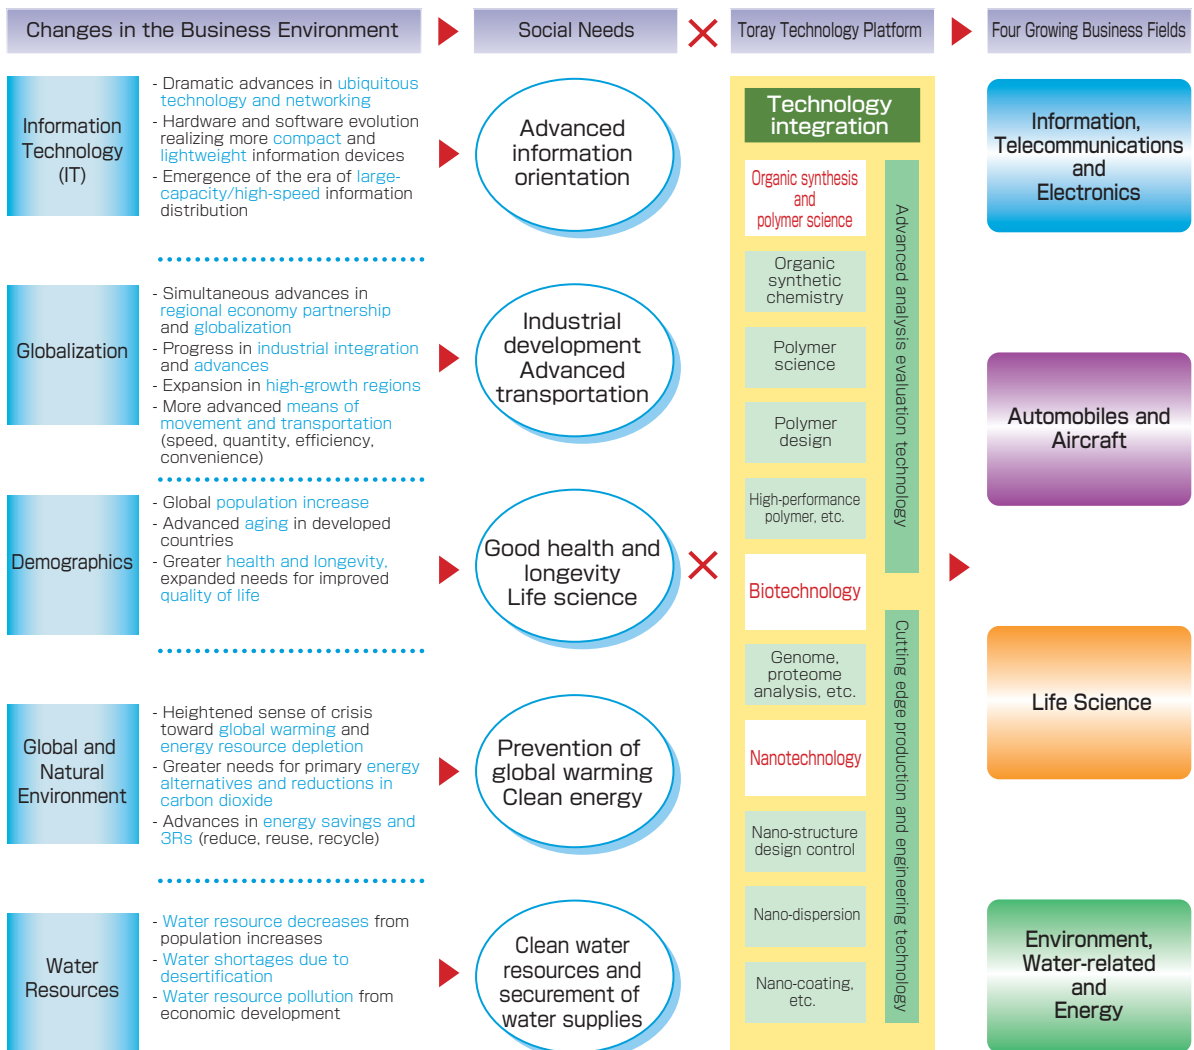 Changes in the Business Environment
Social Needs
Toray Technology Platform
Four Growing Business Fields
Information
Technology
(IT)
- Dramatic advances in ubiquitous
technology and networking
- Hardware and software evolution
realizing more compact and
lightweight information devices
- Emergence of the era of large-
capacity/high-speed information
distribution
Advanced
information
orientation
Globalization
- Simultaneous advances in
regional economy partnership
and globalization
- Progress in industrial integration
and advances
- Expansion in high-growth regions
- More advanced means of
movement and transportation
(speed, quantity, efficiency,
convenience)
Industrial
development
Advanced
transportation
Demographics
- Global population increase
- Advanced aging in developed
countries
- Greater health and longevity,
expanded needs for improved
quality of life
Good health and
longevity
Life science
Global and
Natural
Environment
- Heightened sense of crisis
toward global warming and
energy resource depletion
- Greater needs for primary energy
alternatives and reductions in
carbon dioxide
- Advances in energy savings and
3Rs (reduce, reuse, recycle)
Prevention of
global warming
Clean energy
Water
Resources
- Water resource decreases from
population increases
- Water shortages due to
desertification
- Water resource pollution from
economic development
Clean water
resources and
securement of
water supplies
Technology
integration
Organic synthesis
and
polymer science
Organic
synthetic
chemistry
Polymer
science
Polymer
design
High-performance
polymer, etc.
Biotechnology
Genome,
proteome
analysis, etc.
Nanotechnology
Nano-structure
design control
Nano-dispersion
Nano-coating,
etc.
Advanced analysis evaluation technology
Cutting edge production and engineering technology
Information,
Telecommunications
and
Electronics
Automobiles and
Aircraft
Life Science
Environment,
Water-related
and
Energy